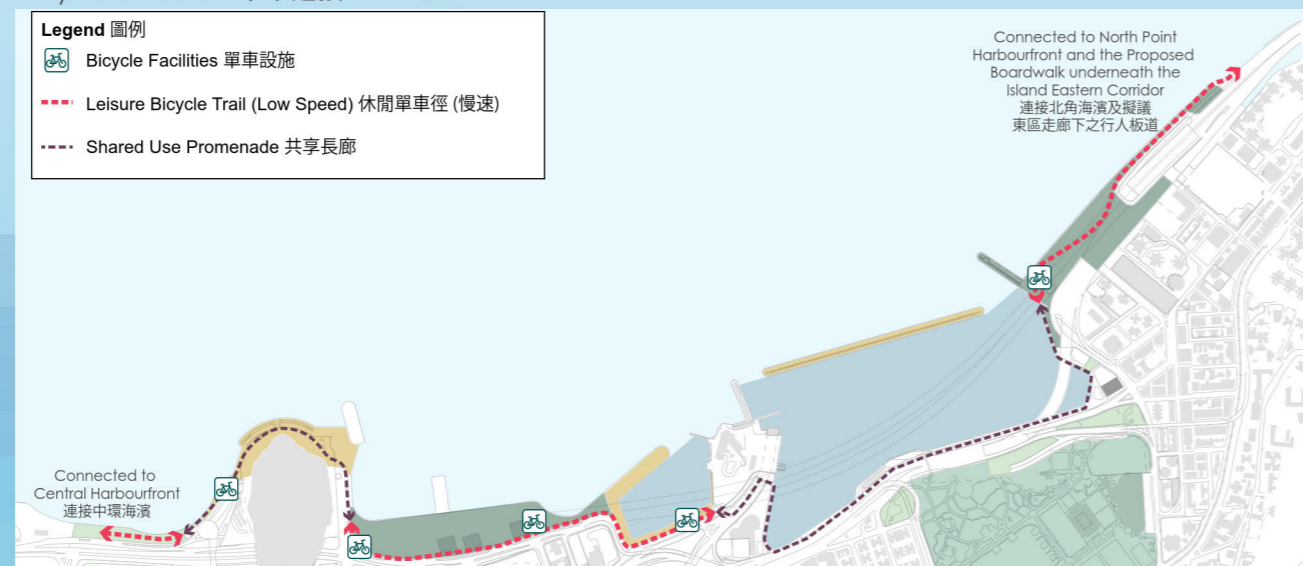 Legend 圖例
Bicycle Facilities 單車設施
Leisure Bicycle Trail (Low Speed) 休閒單車徑 (慢速)
Shared Use Promenade 共享長廊
Connected to North Point
Harbourfront and the Proposed
Boardwalk underneath the
Island Eastern Corridor
連接北角海濱及擬議
東區走廊下之行人板道
Connected to
Central Harbourfront
連接中環海濱